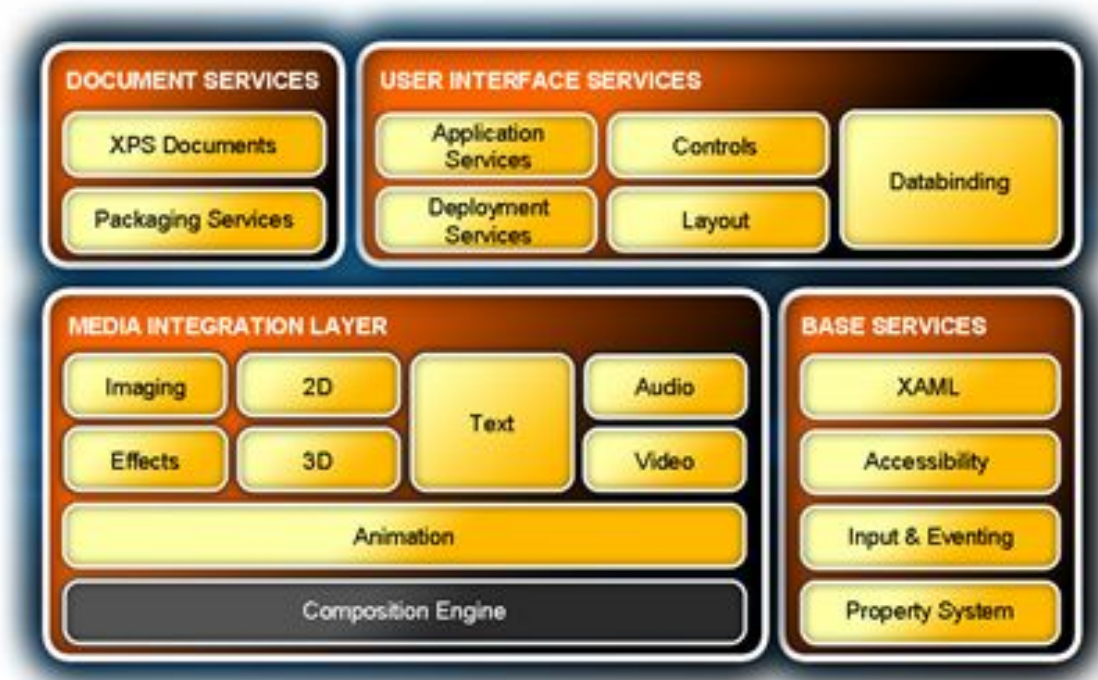 DOCUMENT SERVICES
XPS Documents
Packaging Services
USER INTERFACE SERVICES
Application
Services
Deployment
Services
Controls
Layout
Databinding
MEDIA INTEGRATION LAYER
Imaging
2D
Text
Audio
Effects
3D
Video
Animation
Composition Engine
BASE SERVICES
XAML
Accessibility
Input & Eventing
Property System